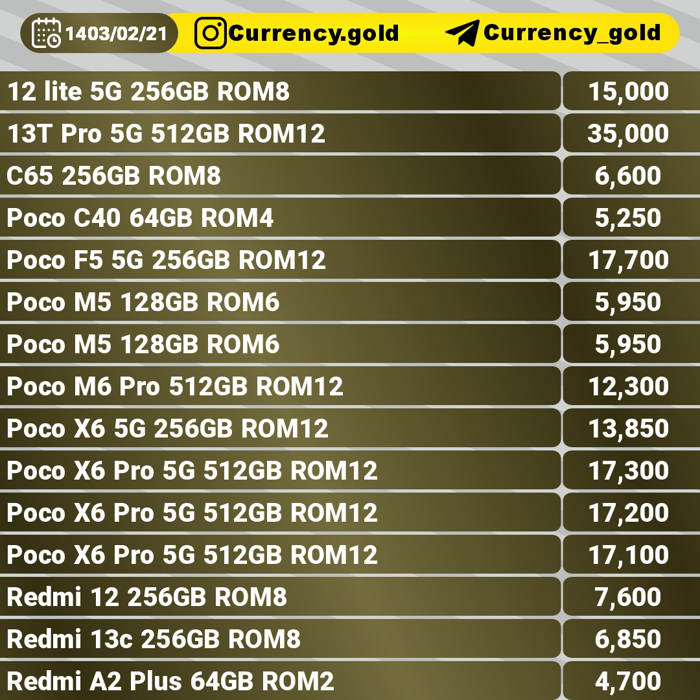 1403/02/21 Currency.gold Currency_gold
12 lite 5G 256GB ROM8 15,000
13T Pro 5G 512GB ROM12 35,000
C65 256GB ROM8 6,600
Poco C40 64GB ROM4 5,250
Poco F5 5G 256GB ROM12 17,700
Poco M5 128GB ROM6 5,950
Poco M5 128GB ROM6 5,950
Poco M6 Pro 512GB ROM12 12,300
Poco X6 5G 256GB ROM12 13,850
Poco X6 Pro 5G 512GB ROM12 17,300
Poco X6 Pro 5G 512GB ROM12 17,200
Poco X6 Pro 5G 512GB ROM12 17,100
Redmi 12 256GB ROM8 7,600
Redmi 13c 256GB ROM8 6,850
Redmi A2 Plus 64GB ROM2 4,700